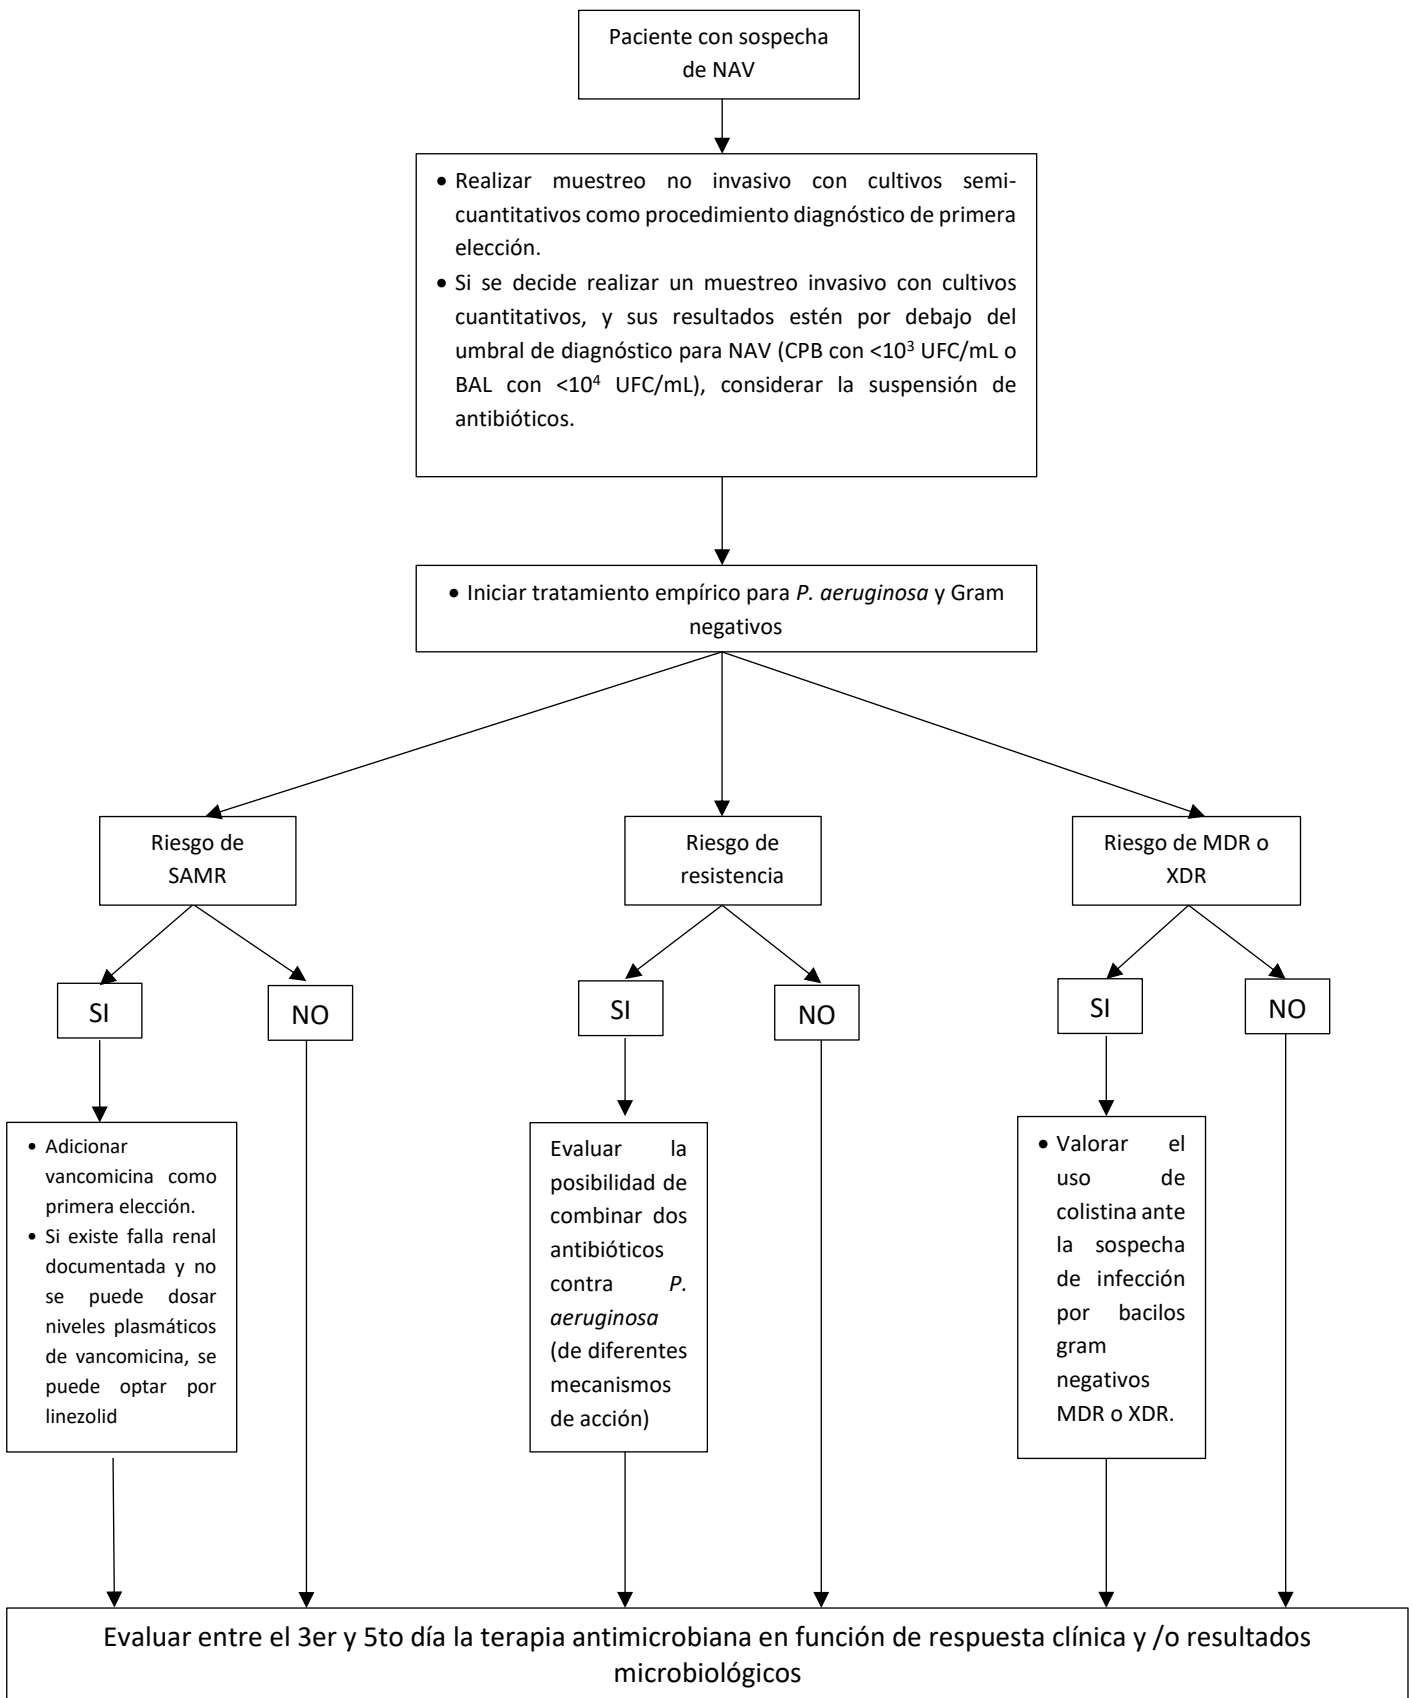 Paciente con sospecha
de NAV
• Realizar muestreo no invasivo con cultivos semi-
cuantitativos como procedimiento diagnóstico de primera
elección.
• Si se decide realizar un muestreo invasivo con cultivos
cuantitativos, y sus resultados estén por debajo del
umbral de diagnóstico para NAV (CPB con <10³ UFC/mL o
BAL con <10⁴ UFC/mL), considerar la suspensión de
antibióticos.
• Iniciar tratamiento empírico para P. aeruginosa y Gram
negativos
Riesgo de
SAMR
Riesgo de
resistencia
Riesgo de MDR o
XDR
SI
NO
SI
NO
SI
NO
• Adicionar
vancomicina como
primera elección.
• Si existe falla renal
documentada y no
se puede dosar
niveles plasmáticos
de vancomicina, se
puede optar por
linezolid
Evaluar la
posibilidad de
combinar dos
antibióticos
contra P.
aeruginosa
(de diferentes
mecanismos
de acción)
• Valorar el
uso de
colistina ante
la sospecha
de infección
por bacilos
gram
negativos
MDR o XDR.
Evaluar entre el 3er y 5to día la terapia antimicrobiana en función de respuesta clínica y /o resultados
microbiológicos